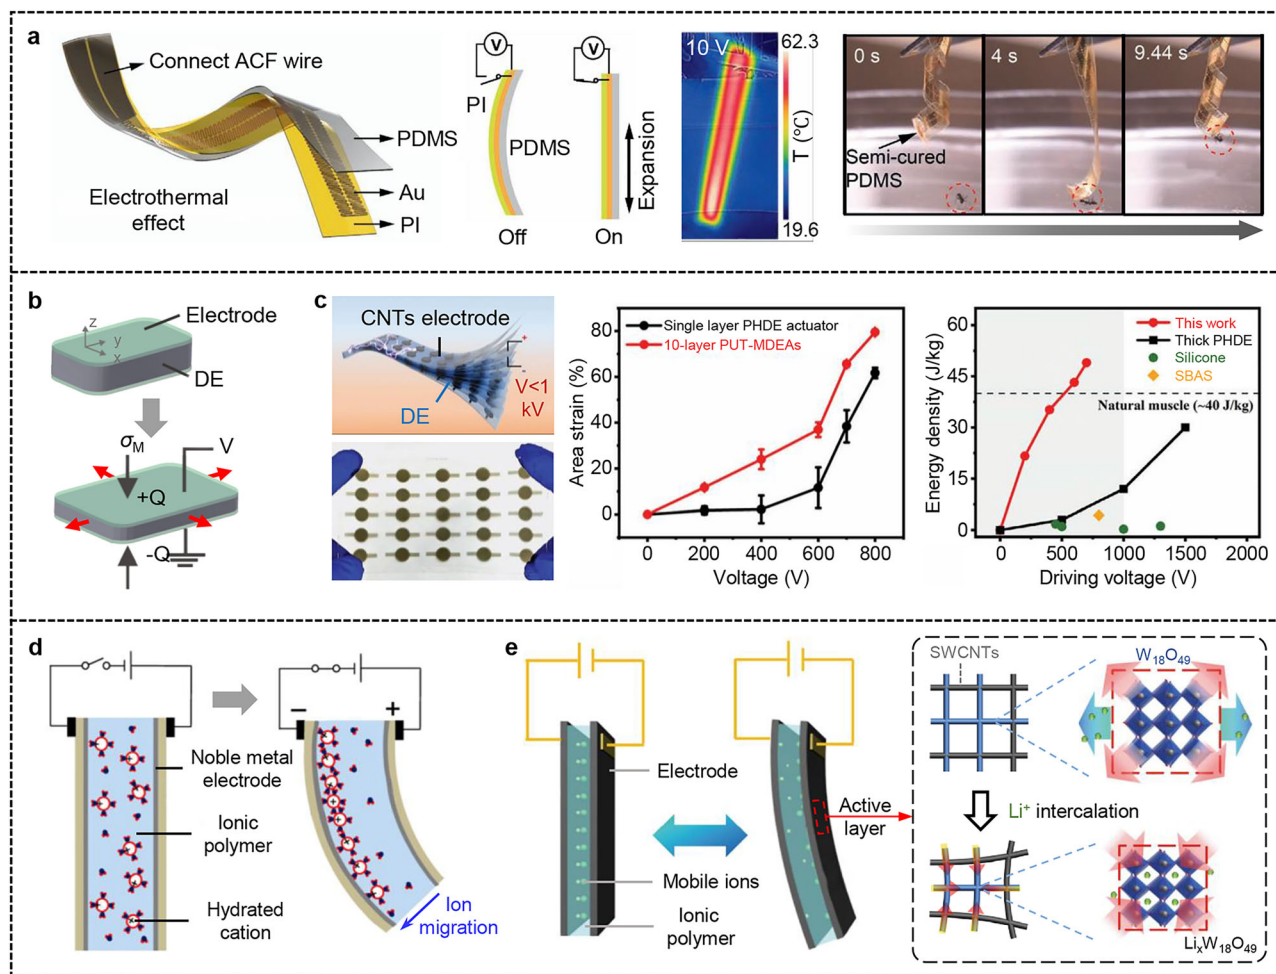 a
Connect ACF wire
PDMS
Au
PI
Electrothermal
effect
V
PI
PDMS
Off
V
On
Expansion
10 V
62.3
T (°C)
19.6
0 s
Semi-cured
PDMS
4 s
9.44 s
b
Electrode
z
y
x
DE
σM
V
+Q
-Q
c
CNTs electrode
+
-
V<1
kV
DE
Area strain (%)
80
60
40
20
0
Single layer PHDE actuator
10-layer PUT-MDEAs
0 200 400 600 800
Voltage (V)
Energy density (J/kg)
60
45
30
15
0
This work
Thick PHDE
Silicone
SBAS
Natural muscle (~40 J/kg)
0 500 1000 1500 2000
Driving voltage (V)
d
− +
Noble metal
electrode
Ionic
polymer
Hydrated
cation
Ion
migration
e
Electrode
Mobile ions
Ionic
polymer
Active
layer
SWCNTs
W18O49
Li+ intercalation
LixW18O49